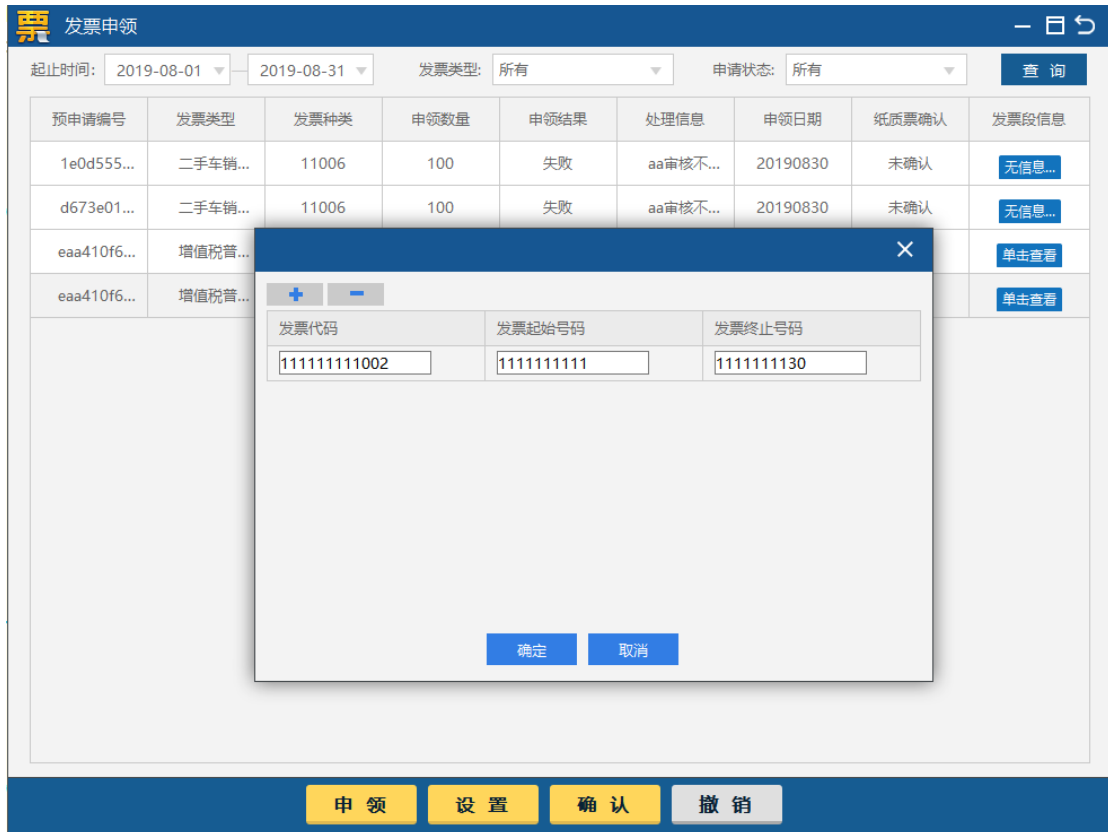 票 发票申领
起止时间: 2019-08-01 — 2019-08-31 发票类型: 所有 申请状态: 所有 查 询
预申请编号 发票类型 发票种类 申领数量 申领结果 处理信息 申领日期 纸质票确认 发票段信息
1e0d555... 二手车销... 11006 100 失败 aa审核不... 20190830 未确认 无信息...
d673e01... 二手车销... 11006 100 失败 aa审核不... 20190830 未确认 无信息...
eaa410f6... 增值税普... 单击查看
eaa410f6... 增值税普... 单击查看
发票代码 发票起始号码 发票终止号码
111111111002 1111111111 1111111130
确定 取消
申 领 设 置 确 认 撤 销